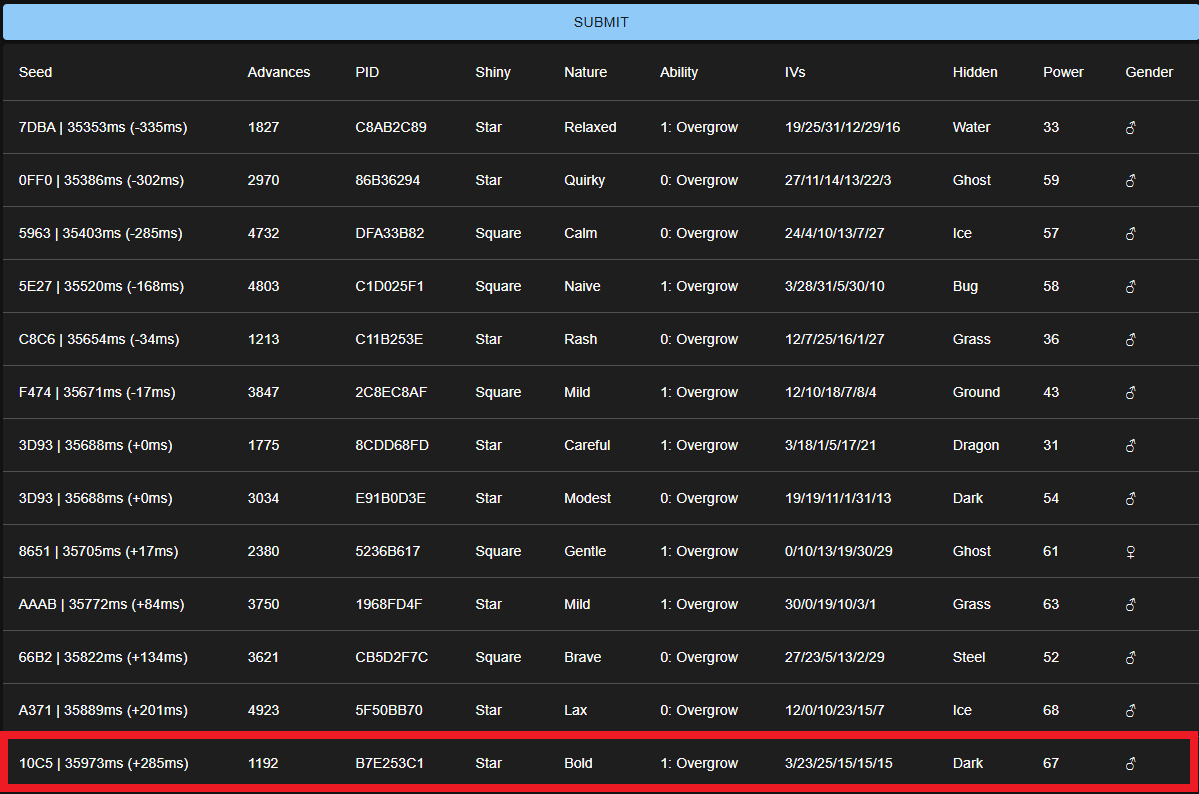 SUBMIT
Seed Advances PID Shiny Nature Ability IVs Hidden Power Gender
7DBA | 35353ms (-335ms) 1827 C8AB2C89 Star Relaxed 1: Overgrow 19/25/31/12/29/16 Water 33 ♂
0FF0 | 35386ms (-302ms) 2970 86B36294 Star Quirky 0: Overgrow 27/11/14/13/22/3 Ghost 59 ♂
5963 | 35403ms (-285ms) 4732 DFA33B82 Square Calm 0: Overgrow 24/4/10/13/7/27 Ice 57 ♂
5E27 | 35520ms (-168ms) 4803 C1D025F1 Square Naive 1: Overgrow 3/28/31/5/30/10 Bug 58 ♂
C8C6 | 35654ms (-34ms) 1213 C11B253E Star Rash 0: Overgrow 12/7/25/16/1/27 Grass 36 ♂
F474 | 35671ms (-17ms) 3847 2C8EC8AF Square Mild 1: Overgrow 12/10/18/7/8/4 Ground 43 ♂
3D93 | 35688ms (+0ms) 1775 8CDD68FD Star Careful 1: Overgrow 3/18/1/5/17/21 Dragon 31 ♂
3D93 | 35688ms (+0ms) 3034 E91B0D3E Star Modest 0: Overgrow 19/19/11/1/31/13 Dark 54 ♂
8651 | 35705ms (+17ms) 2380 5236B617 Square Gentle 1: Overgrow 0/10/13/19/30/29 Ghost 61 ♀
AAAB | 35772ms (+84ms) 3750 1968FD4F Star Mild 1: Overgrow 30/0/19/10/3/1 Grass 63 ♂
66B2 | 35822ms (+134ms) 3621 CB5D2F7C Square Brave 0: Overgrow 27/23/5/13/2/29 Steel 52 ♂
A371 | 35889ms (+201ms) 4923 5F50BB70 Star Lax 0: Overgrow 12/0/10/23/15/7 Ice 68 ♂
10C5 | 35973ms (+285ms) 1192 B7E253C1 Star Bold 1: Overgrow 3/23/25/15/15/15 Dark 67 ♂